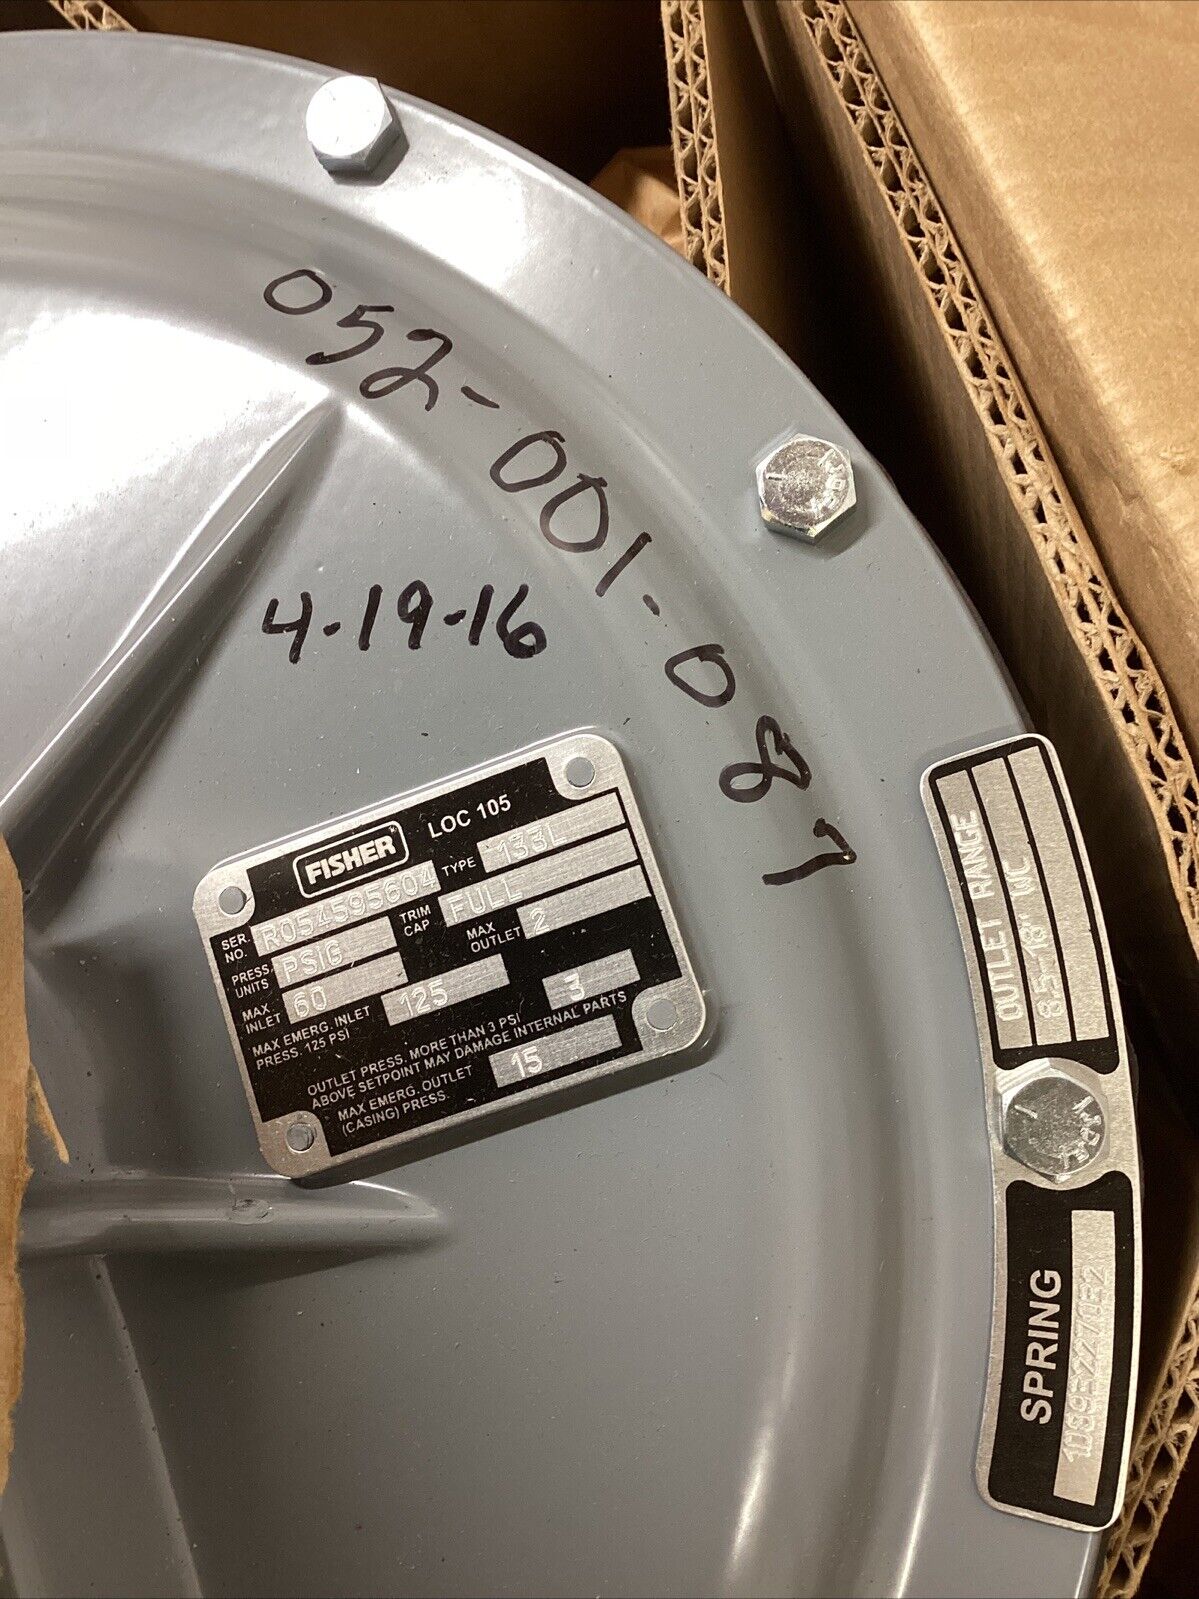 052-001-087
4-19-16
FISHER LOC 105
SER. NO. R054595604 TYPE 133L
PRESS. UNITS PSIG TRIM CAP FULL
MAX INLET 60 MAX OUTLET 2
MAX EMERG. INLET PRESS. 125 PSI 125 3
OUTLET PRESS. MORE THAN 3 PSI
ABOVE SETPOINT MAY DAMAGE INTERNAL PARTS
MAX EMERG. OUTLET (CASING) PRESS. 15
OUTLET RANGE
8.5-18" WC
SPRING